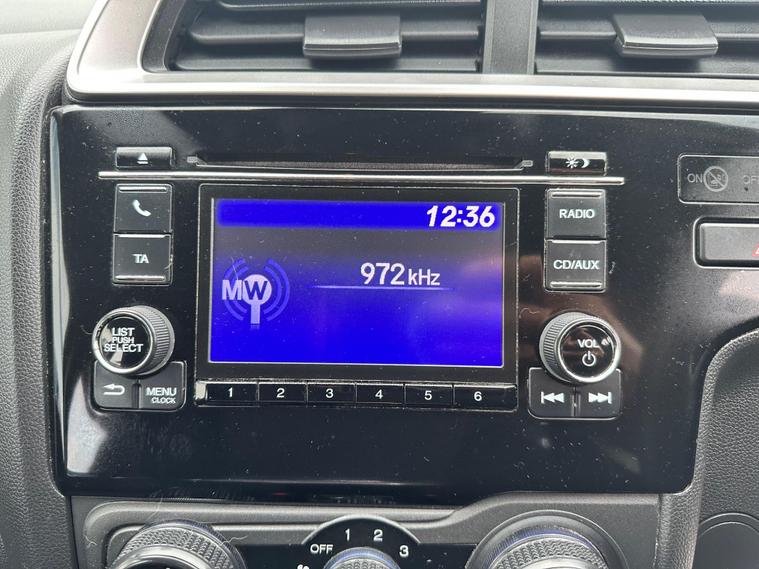 12:36
RADIO
ON
OFF
TA
972 kHz
CD/AUX
MW
LIST
PUSH
SELECT
VOL
MENU
CLOCK
1 2 3 4 5 6
OFF 1 2 3